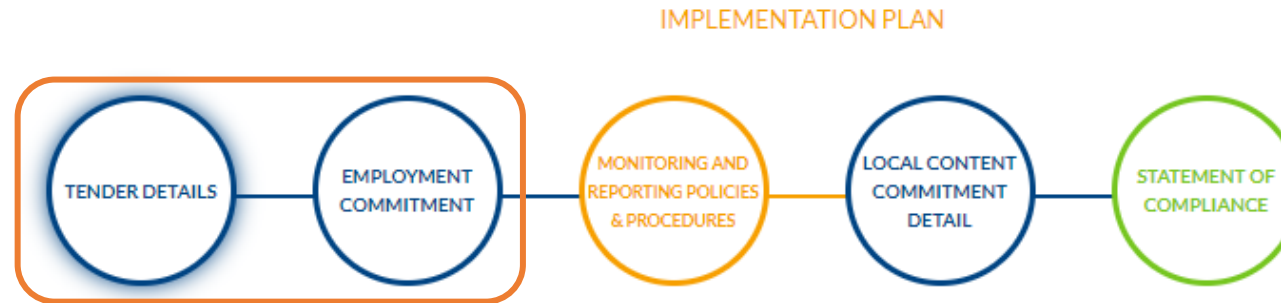 IMPLEMENTATION PLAN
TENDER DETAILS
EMPLOYMENT
COMMITMENT
MONITORING AND
REPORTING POLICIES
& PROCEDURES
LOCAL CONTENT
COMMITMENT
DETAIL
STATEMENT OF
COMPLIANCE